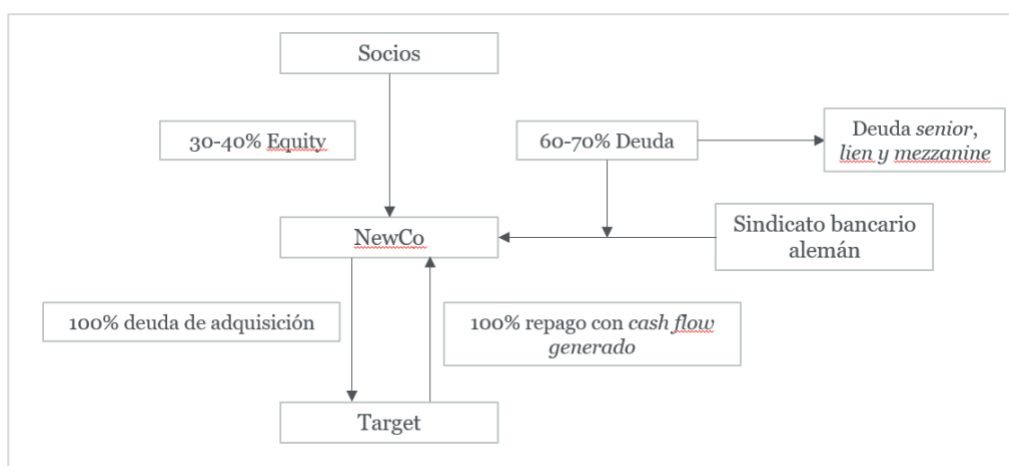 Socios
30-40% Equity
60-70% Deuda
Deuda senior,
lien y mezzanine
NewCo
Sindicato bancario
alemán
100% deuda de adquisición
100% repago con cash flow
generado
Target